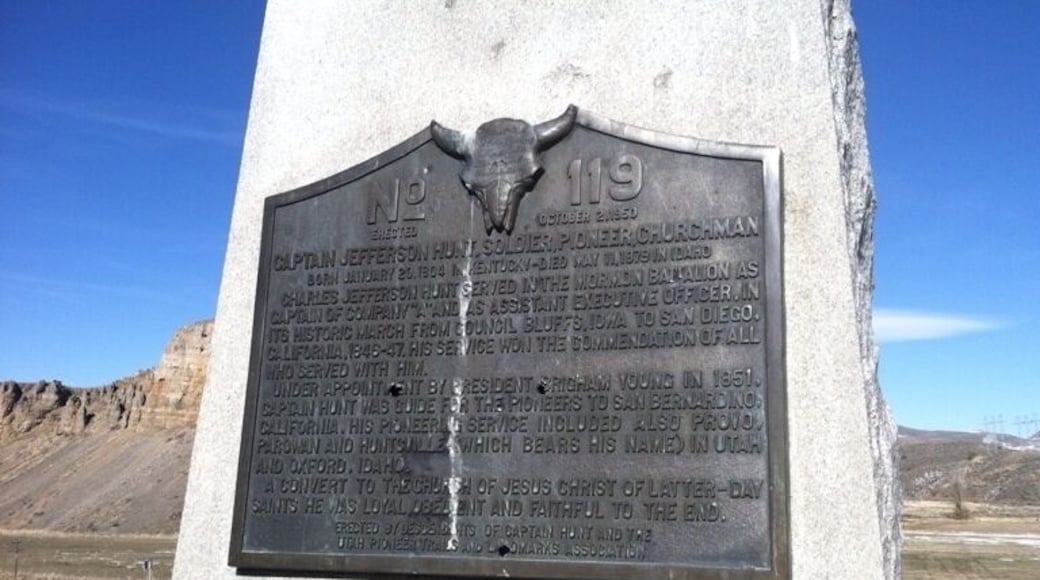 No 119
ERECTED OCTOBER 2, 1950
CAPTAIN JEFFERSON HUNT, SOLDIER, PIONEER, CHURCHMAN
BORN JANUARY 20, 1804 IN KENTUCKY-DIED MAY 11, 1879 IN IDAHO
CHARLES JEFFERSON HUNT SERVED IN THE MORMON BATTALION AS
CAPTAIN OF COMPANY "A" AND AS ASSISTANT EXECUTIVE OFFICER, IN
ITS HISTORIC MARCH FROM COUNCIL BLUFFS, IOWA TO SAN DIEGO,
CALIFORNIA, 1846-47. HIS SERVICE WON THE COMMENDATION OF ALL
WHO SERVED WITH HIM.
UNDER APPOINTMENT BY PRESIDENT BRIGHAM YOUNG IN 1851,
CAPTAIN HUNT WAS GUIDE FOR THE PIONEERS TO SAN BERNARDINO,
CALIFORNIA. HIS PIONEERING SERVICE INCLUDED ALSO PROVO,
PAROWAN AND HUNTSVILLE (WHICH BEARS HIS NAME) IN UTAH
AND OXFORD, IDAHO.
A CONVERT TO THE CHURCH OF JESUS CHRIST OF LATTER-DAY
SAINTS HE WAS LOYAL, OBEDIENT AND FAITHFUL TO THE END.
ERECTED BY DESCENDENTS OF CAPTAIN HUNT AND THE
UTAH PIONEER TRAILS AND LANDMARKS ASSOCIATION